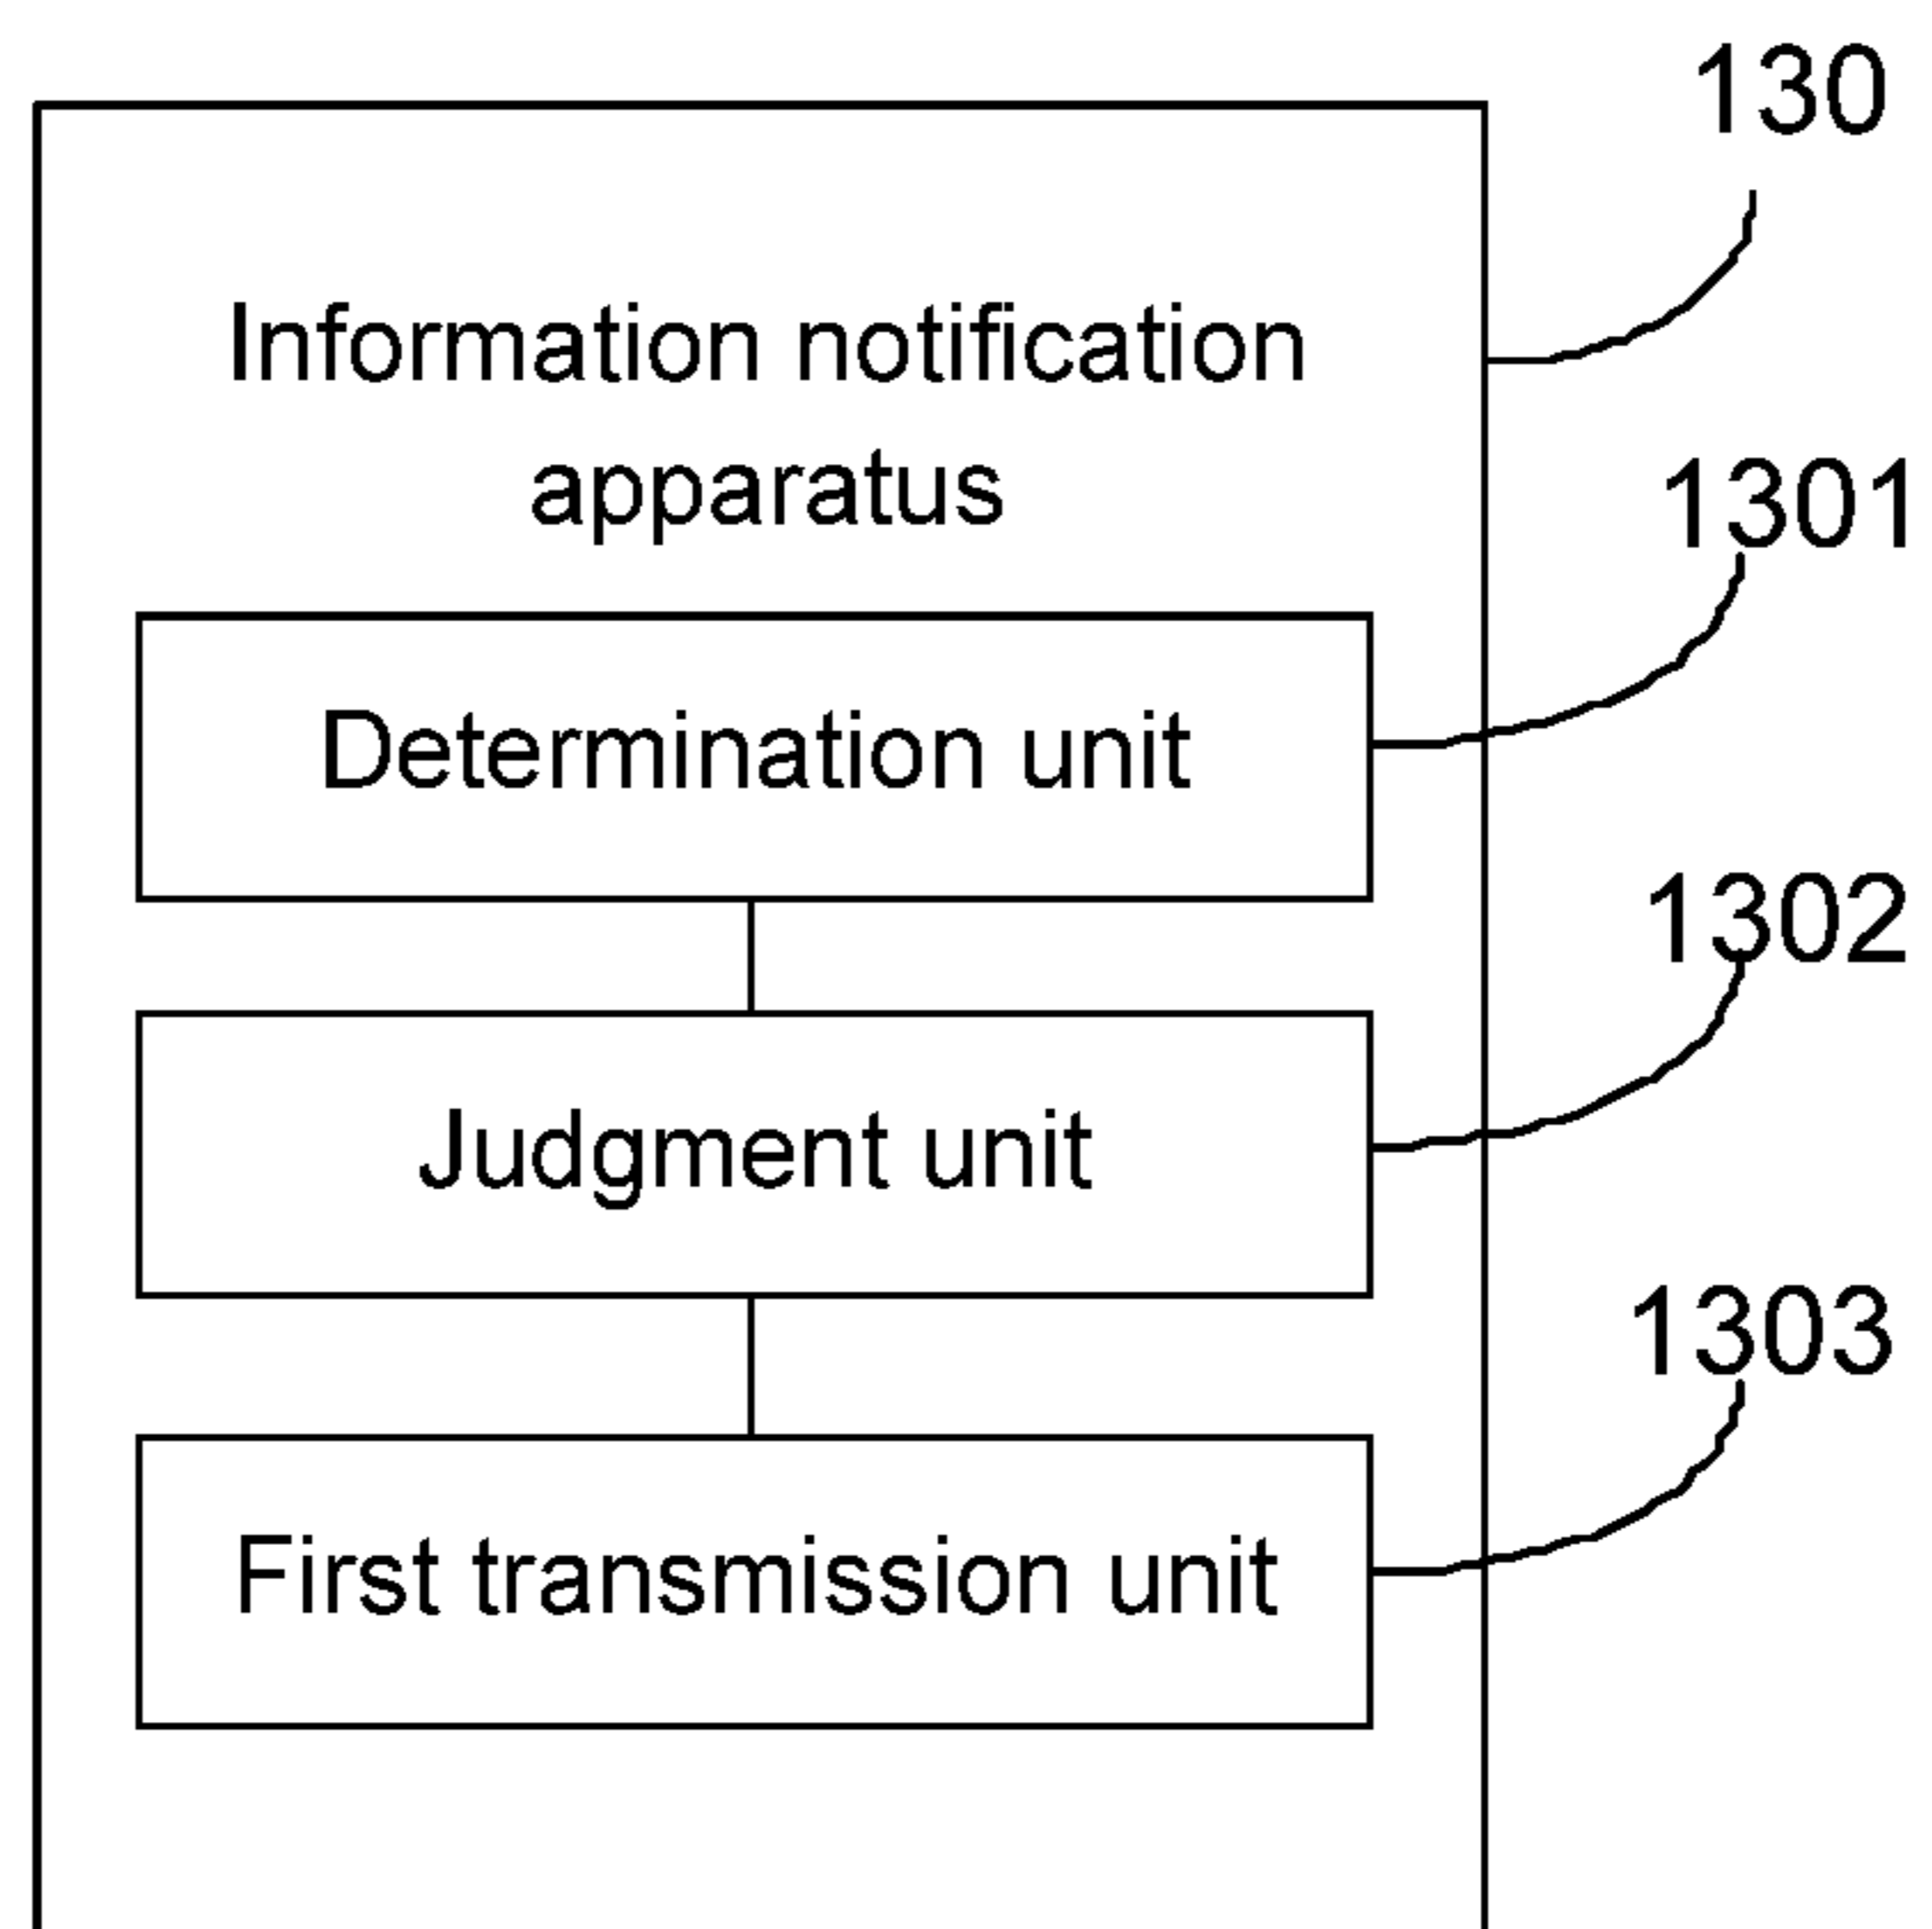 130
Information notification
apparatus
1301
Determination unit
1302
Judgment unit
1303
First transmission unit